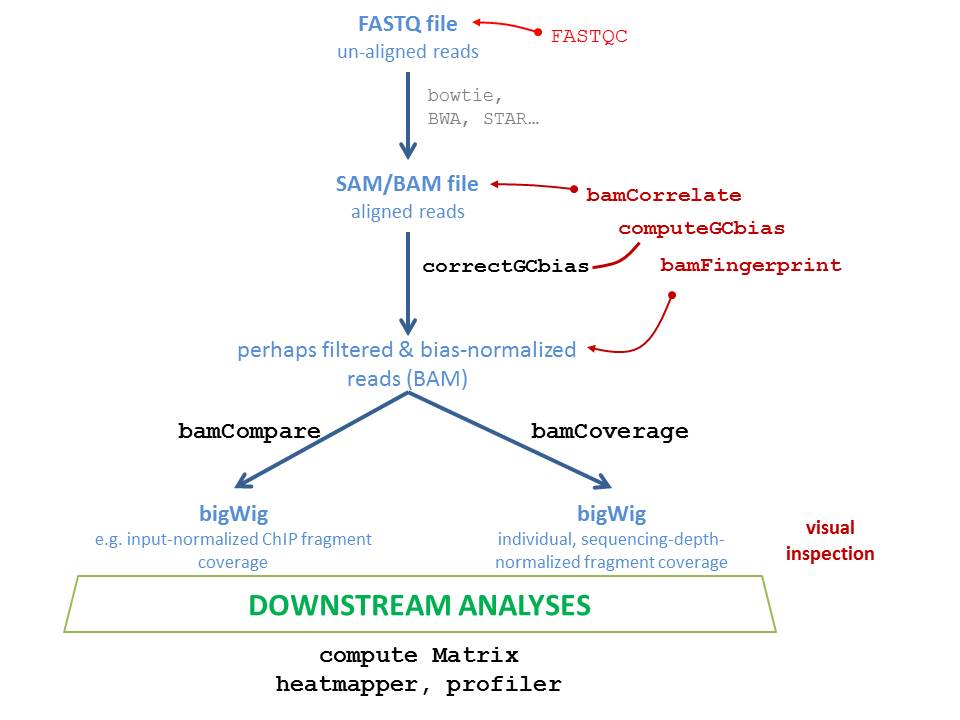 FASTQ file
un-aligned reads
FASTQC
bowtie,
BWA, STAR…
SAM/BAM file
aligned reads
bamCorrelate
computeGCbias
correctGCbias
bamFingerprint
perhaps filtered & bias-normalized
reads (BAM)
bamCompare
bamCoverage
bigWig
e.g. input-normalized ChIP fragment
coverage
bigWig
individual, sequencing-depth-
normalized fragment coverage
visual
inspection
DOWNSTREAM ANALYSES
compute Matrix
heatmapper, profiler